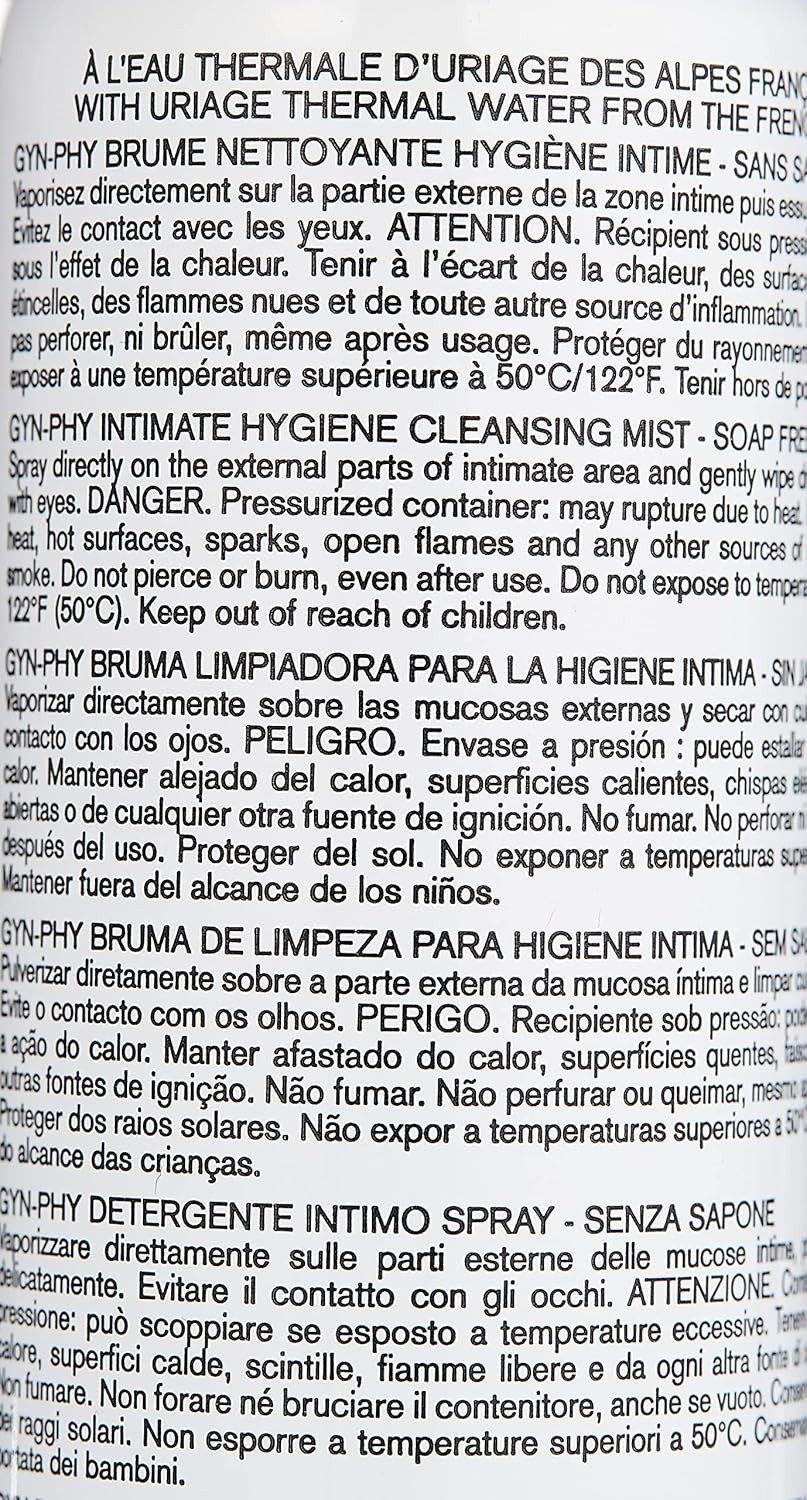 À L'EAU THERMALE D'URIAGE DES ALPES
WITH URIAGE THERMAL WATER FROM THE
GYN-PHY BRUME NETTOYANTE HYGIÈNE INTIME - SANS
Vaporisez directement sur la partie externe de la zone intime puis
Evitez le contact avec les yeux. ATTENTION. Récipient sous
sous l'effet de la chaleur. Tenir à l'écart de la chaleur, des
étincelles, des flammes nues et de toute autre source d'inflammation.
pas perforer, ni brûler, même après usage. Protéger du
exposer à une température supérieure à 50°C/122°F. Tenir hors de
GYN-PHY INTIMATE HYGIENE CLEANSING MIST - SOAP
Spray directly on the external parts of intimate area and gently wipe
with eyes. DANGER. Pressurized container: may rupture due to heat.
heat, hot surfaces, sparks, open flames and any other sources of
smoke. Do not pierce or burn, even after use. Do not expose to
122°F (50°C). Keep out of reach of children.
GYN-PHY BRUMA LIMPIADORA PARA LA HIGIENE INTIMA - SIN
Vaporizar directamente sobre las mucosas externas y secar con
contacto con los ojos. PELIGRO. Envase a presión : puede estallar
calor. Mantener alejado del calor, superficies calientes, chispas
abiertas o de cualquier otra fuente de ignición. No fumar. No perforar
después del uso. Proteger del sol. No exponer a temperaturas
Mantener fuera del alcance de los niños.
GYN-PHY BRUMA DE LIMPEZA PARA HIGIENE INTIMA - SEM
Pulverizar diretamente sobre a parte externa da mucosa íntima e limpar
Evite o contacto com os olhos. PERIGO. Recipiente sob pressão:
a ação do calor. Manter afastado do calor, superfícies quentes,
outras fontes de ignição. Não fumar. Não perfurar ou queimar, mesmo
Proteger dos raios solares. Não expor a temperaturas superiores a
do alcance das crianças.
GYN-PHY DETERGENTE INTIMO SPRAY - SENZA SAPONE
Vaporizzare direttamente sulle parti esterne delle mucose intime,
delicatamente. Evitare il contatto con gli occhi. ATTENZIONE.
pressione: può scoppiare se esposto a temperature eccessive.
calore, superfici calde, scintille, fiamme libere e da ogni altra fonte
Non fumare. Non forare né bruciare il contenitore, anche se vuoto.
dei raggi solari. Non esporre a temperature superiori a 50°C.
portata dei bambini.